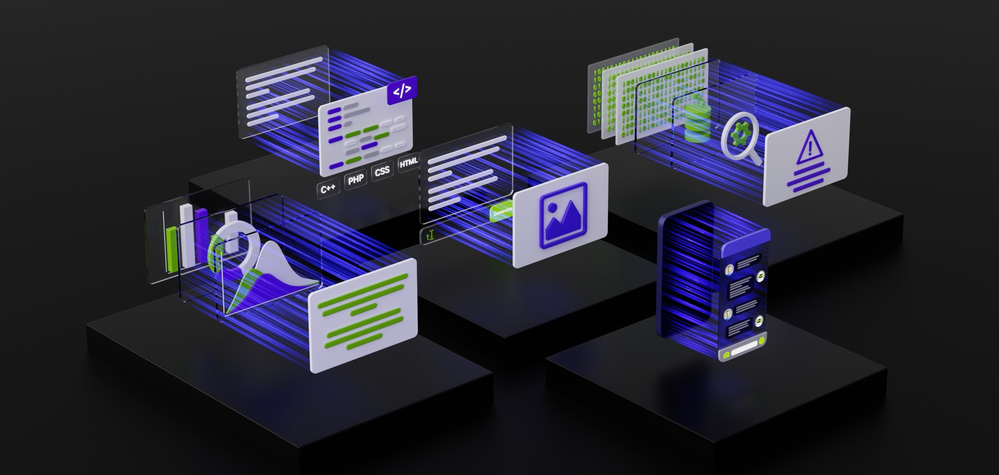 </>
C++
PHP
CSS
HTML
Generate